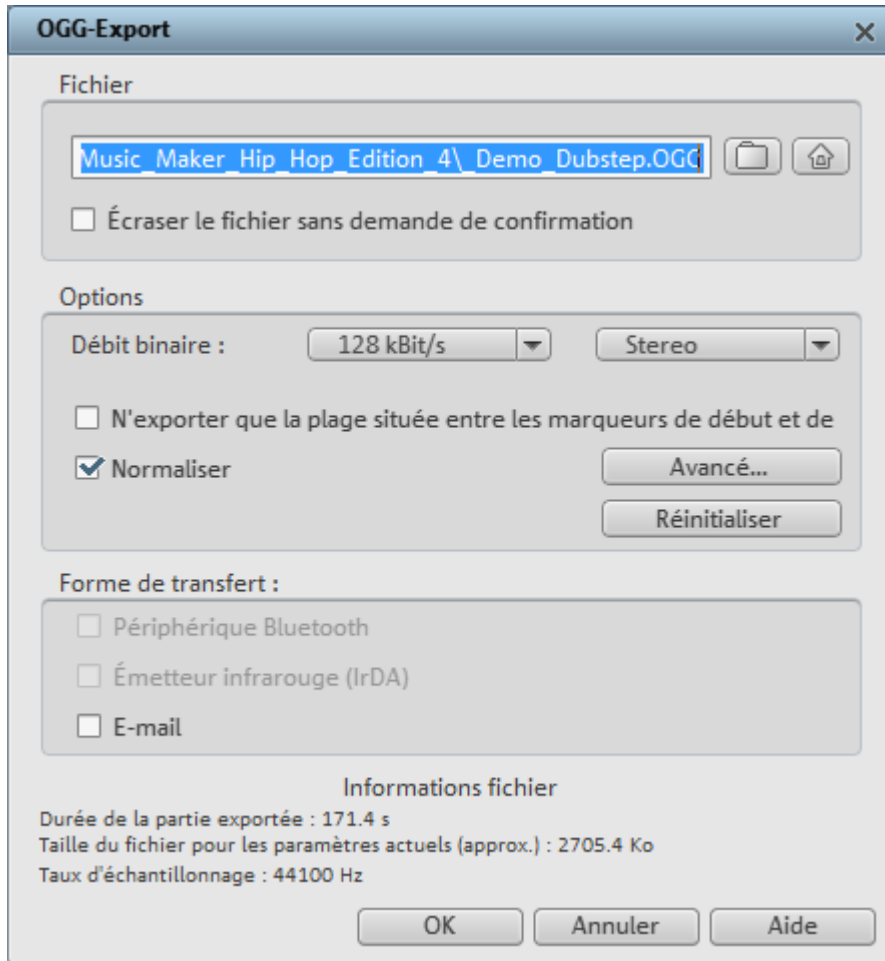 OGG-Export
Fichier
Music_Maker_Hip_Hop_Edition_4\_Demo_Dubstep.OGG
Écraser le fichier sans demande de confirmation
Options
Débit binaire : 128 kBit/s Stereo
N'exporter que la plage située entre les marqueurs de début et de
Normaliser Avancé...
Réinitialiser
Forme de transfert :
Périphérique Bluetooth
Émetteur infrarouge (IrDA)
E-mail
Informations fichier
Durée de la partie exportée : 171.4 s
Taille du fichier pour les paramètres actuels (approx.) : 2705.4 Ko
Taux d'échantillonnage : 44100 Hz
OK Annuler Aide